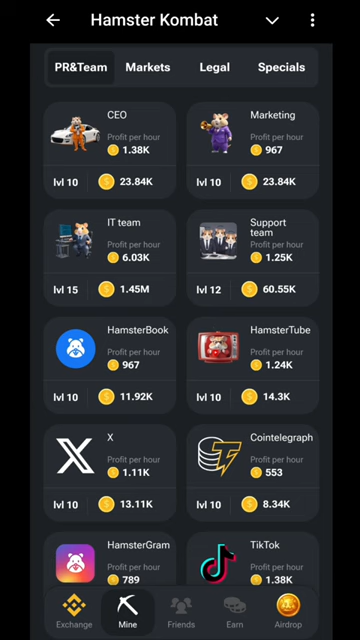 Hamster Kombat
PR&Team Markets Legal Specials
CEO
Profit per hour
1.38K
lvl 10 23.84K
Marketing
Profit per hour
967
lvl 10 23.84K
IT team
Profit per hour
6.03K
lvl 15 1.45M
Support
team
Profit per hour
1.25K
lvl 12 60.55K
HamsterBook
Profit per hour
967
lvl 10 11.92K
HamsterTube
Profit per hour
1.24K
lvl 10 14.3K
X
Profit per hour
1.11K
lvl 10 13.11K
Cointelegraph
Profit per hour
553
lvl 10 8.34K
HamsterGram
Profit per hour
789
TikTok
Profit per hour
1.38K
Exchange Mine Friends Earn Airdrop